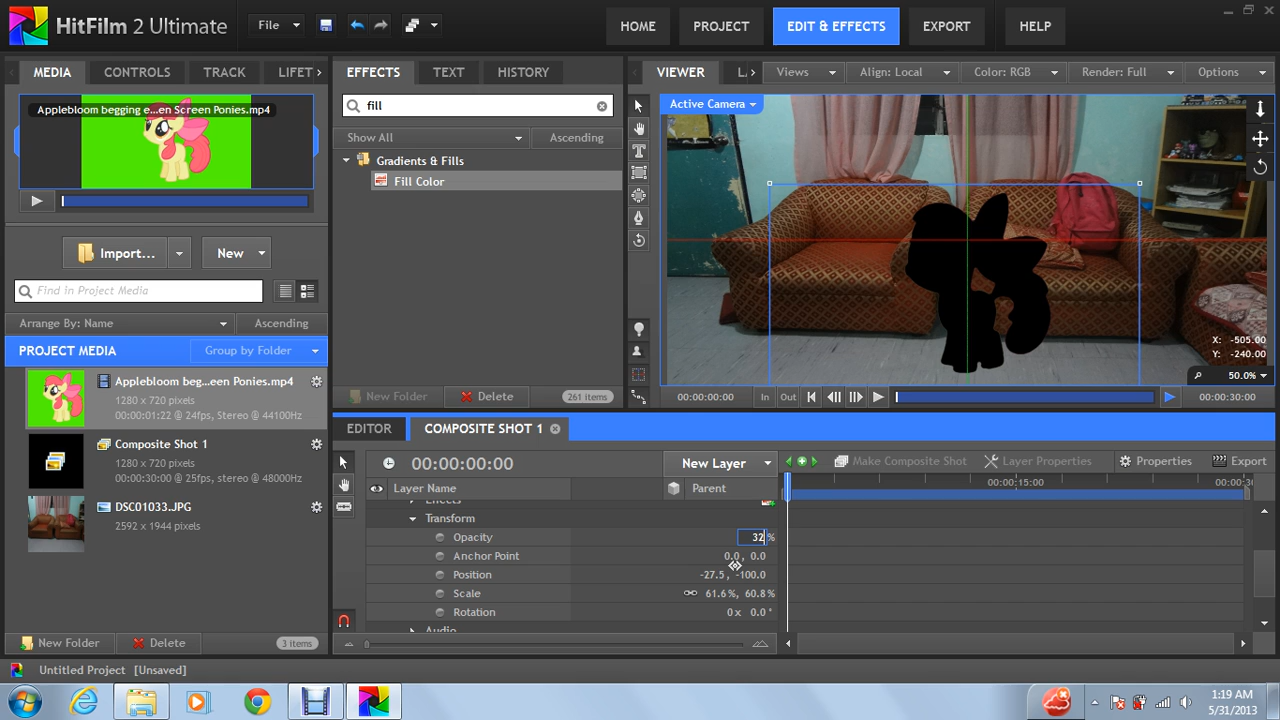 HitFilm 2 Ultimate
File
HOME
PROJECT
EDIT & EFFECTS
EXPORT
HELP
MEDIA
CONTROLS
TRACK
LIFET
EFFECTS
TEXT
HISTORY
VIEWER
Views
Align: Local
Color: RGB
Render: Full
Options
Applebloom begging e...en Screen Ponies.mp4
fill
Show All
Ascending
Gradients & Fills
Fill Color
Active Camera
Import...
New
Find in Project Media
Arrange By: Name
Ascending
PROJECT MEDIA
Group by Folder
Applebloom beg...een Ponies.mp4
1280 x 720 pixels
00:00:01:22 @ 24fps, Stereo @ 44100Hz
Composite Shot 1
1280 x 720 pixels
00:00:30:00 @ 25fps, Stereo @ 48000Hz
DSC01033.JPG
2592 x 1944 pixels
New Folder
Delete
3 items
New Folder
Delete
261 items
X: -505.00
Y: -240.00
50.0%
00:00:00:00
In
Out
00:00:30:00
EDITOR
COMPOSITE SHOT 1
00:00:00:00
New Layer
Make Composite Shot
Layer Properties
Properties
Export
Layer Name
Parent
00:00:15:00
Effects
Transform
Opacity
32 %
Anchor Point
0.0, 0.0
Position
-27.5, -100.0
Scale
61.6%, 60.8%
Rotation
0x 0.0°
Audio
Untitled Project [Unsaved]
1:19 AM
5/31/2013